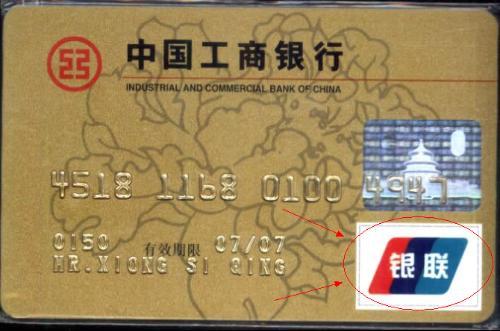 中国工商银行
INDUSTRIAL AND COMMERCIAL BANK OF CHINA
4518 1168 0100 4947
0150 有效期限 07/07
MR.XIONG SI QING
银联